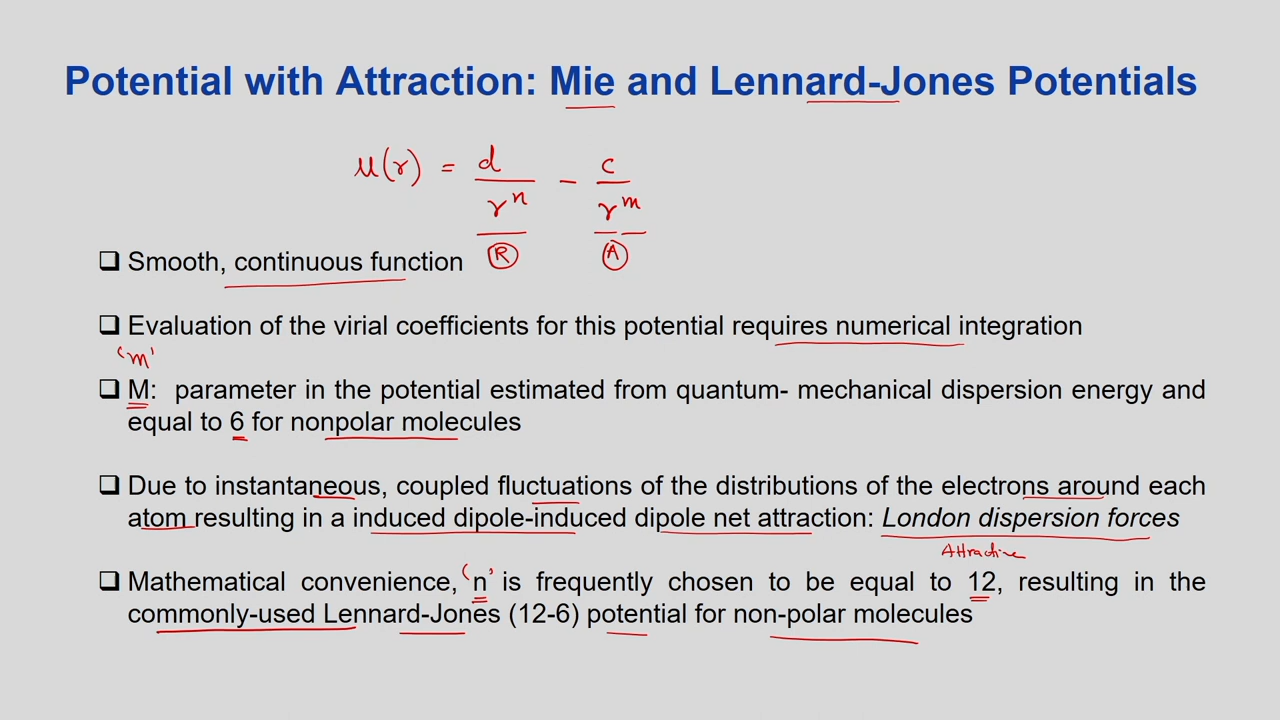 Potential with Attraction: Mie and Lennard-Jones Potentials
u(r) = d/r^n - c/r^m
R A
❑ Smooth, continuous function
❑ Evaluation of the virial coefficients for this potential requires numerical integration
'm'
❑ M: parameter in the potential estimated from quantum- mechanical dispersion energy and
equal to 6 for nonpolar molecules
❑ Due to instantaneous, coupled fluctuations of the distributions of the electrons around each
atom resulting in a induced dipole-induced dipole net attraction: London dispersion forces
Attractive
❑ Mathematical convenience, 'n' is frequently chosen to be equal to 12, resulting in the
commonly-used Lennard-Jones (12-6) potential for non-polar molecules